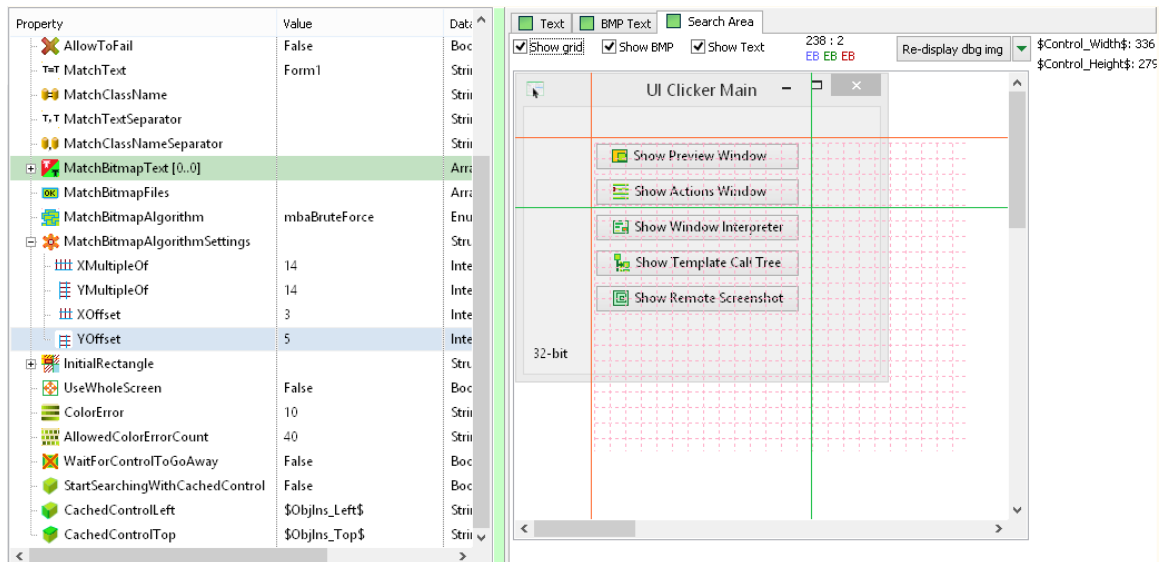 Property Value Data
AllowToFail False Boo
MatchText Form1 Stri
MatchClassName Stri
MatchTextSeparator Stri
MatchClassNameSeparator Stri
MatchBitmapText [0..0] Arra
MatchBitmapFiles Arra
MatchBitmapAlgorithm mbaBruteForce Enu
MatchBitmapAlgorithmSettings Stru
XMultipleOf 14 Inte
YMultipleOf 14 Inte
XOffset 3 Inte
YOffset 5 Inte
InitialRectangle Stru
UseWholeScreen False Boo
ColorError 10 Strin
AllowedColorErrorCount 40 Strin
WaitForControlToGoAway False Boo
StartSearchingWithCachedControl False Boo
CachedControlLeft $ObjIns_Left$ Strin
CachedControlTop $ObjIns_Top$ Strin
Text BMP Text Search Area
Show grid Show BMP Show Text 238 : 2 Re-display dbg img $Control_Width$: 336
EB EB EB $Control_Height$: 279
UI Clicker Main
Show Preview Window
Show Actions Window
Show Window Interpreter
Show Template Call Tree
Show Remote Screenshot
32-bit